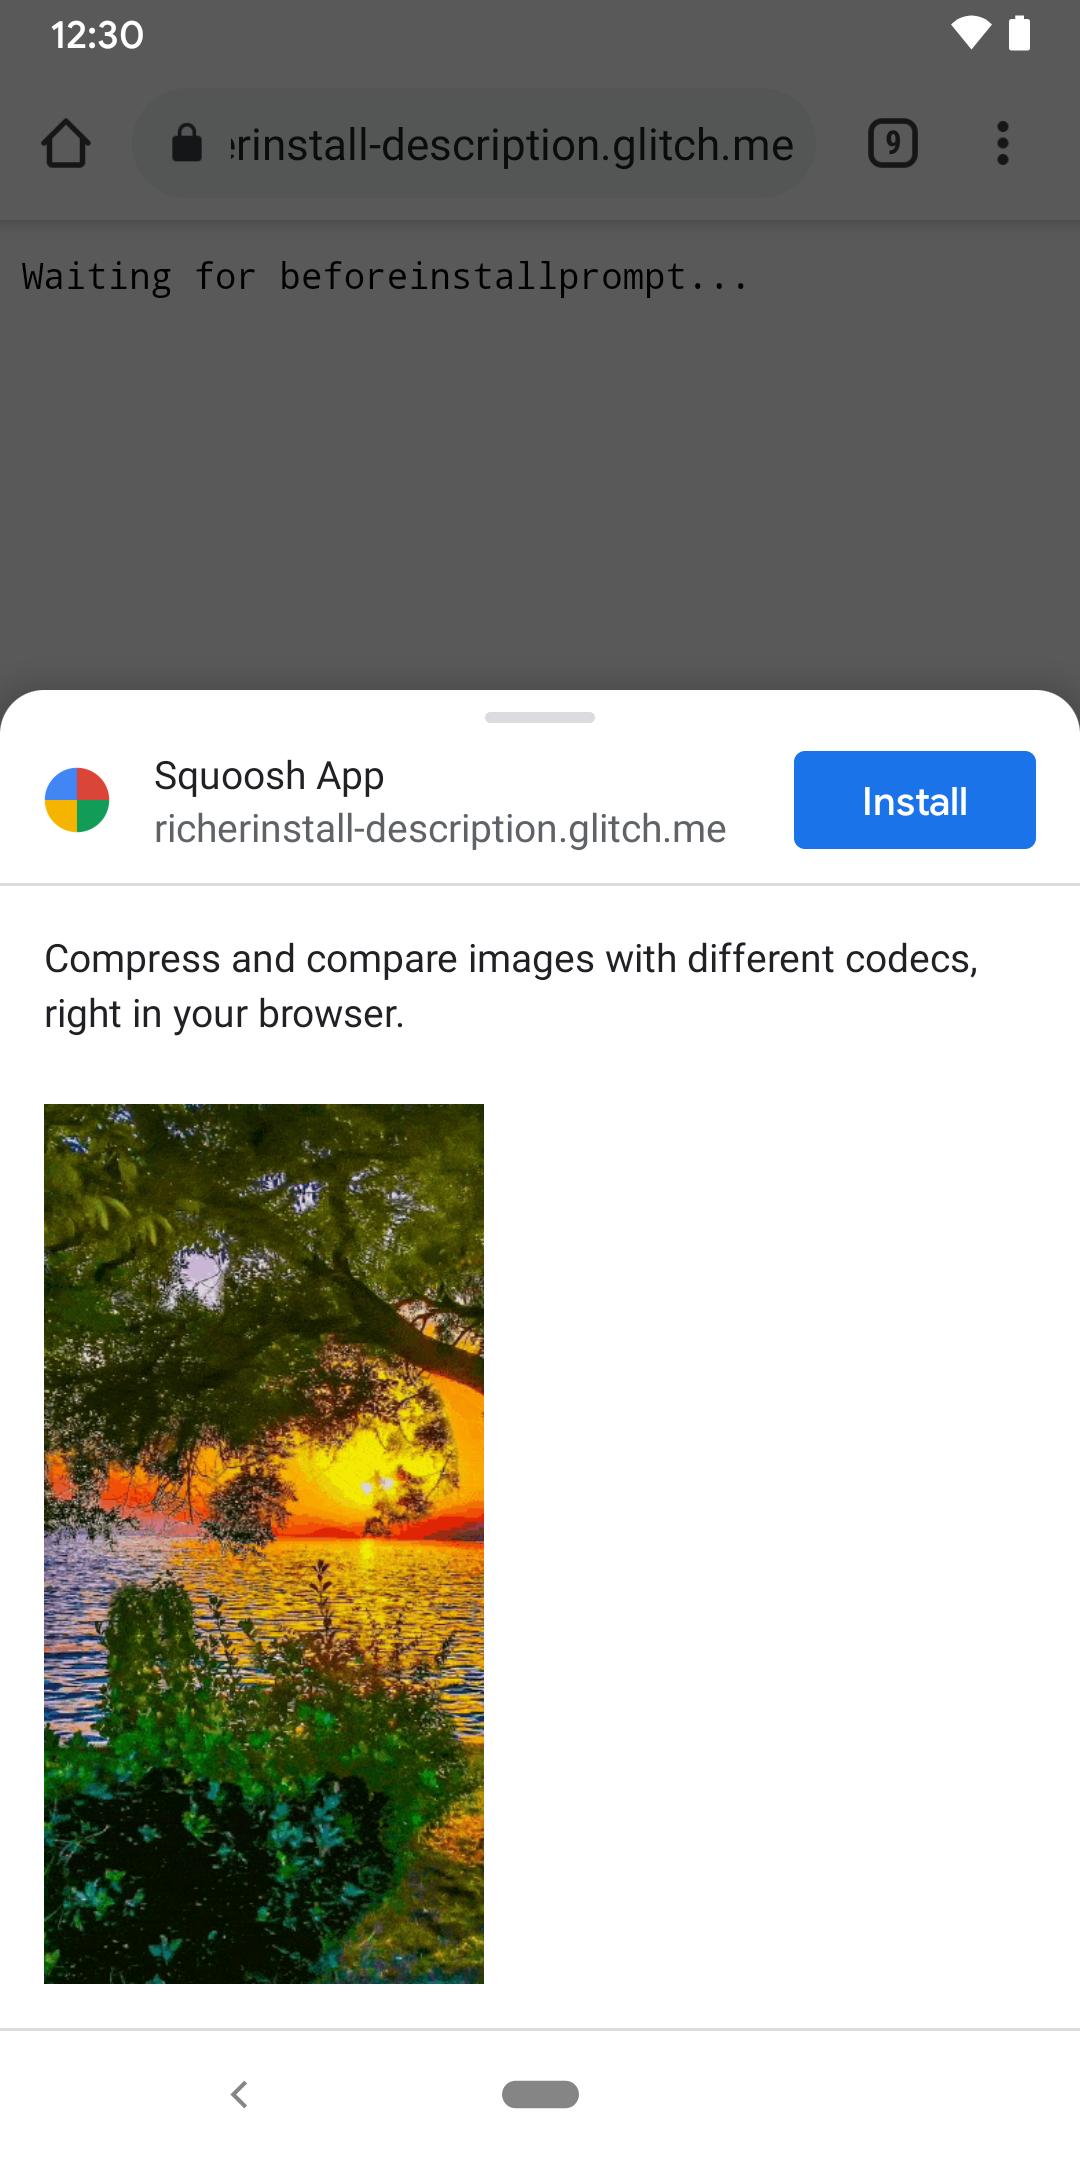 12:30
rinstall-description.glitch.me
9
Waiting for beforeinstallprompt...
Squoosh App
richerinstall-description.glitch.me
Install
Compress and compare images with different codecs,
right in your browser.